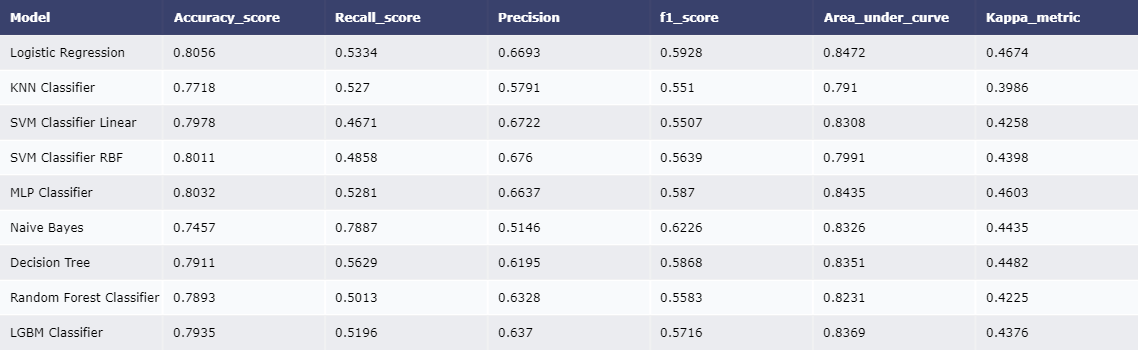 Model Accuracy_score Recall_score Precision f1_score Area_under_curve Kappa_metric
Logistic Regression 0.8056 0.5334 0.6693 0.5928 0.8472 0.4674
KNN Classifier 0.7718 0.527 0.5791 0.551 0.791 0.3986
SVM Classifier Linear 0.7978 0.4671 0.6722 0.5507 0.8308 0.4258
SVM Classifier RBF 0.8011 0.4858 0.676 0.5639 0.7991 0.4398
MLP Classifier 0.8032 0.5281 0.6637 0.587 0.8435 0.4603
Naive Bayes 0.7457 0.7887 0.5146 0.6226 0.8326 0.4435
Decision Tree 0.7911 0.5629 0.6195 0.5868 0.8351 0.4482
Random Forest Classifier 0.7893 0.5013 0.6328 0.5583 0.8231 0.4225
LGBM Classifier 0.7935 0.5196 0.637 0.5716 0.8369 0.4376